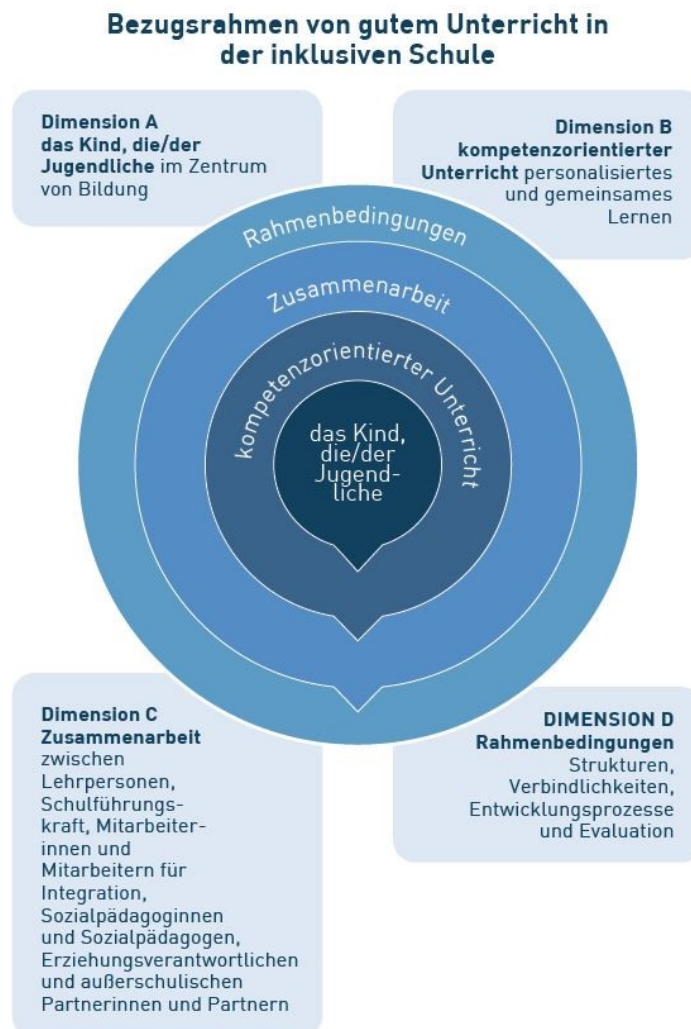 Bezugsrahmen von gutem Unterricht in
der inklusiven Schule
Dimension A
das Kind, die/der
Jugendliche im Zentrum
von Bildung
Dimension B
kompetenzorientierter
Unterricht personalisiertes
und gemeinsames
Lernen
Rahmenbedingungen
Zusammenarbeit
kompetenzorientierter Unterricht
das Kind,
die/der
Jugend-
liche
Dimension C
Zusammenarbeit
zwischen
Lehrpersonen,
Schulführungs-
kraft, Mitarbeiter-
innen und
Mitarbeitern für
Integration,
Sozialpädagoginnen
und Sozialpädagogen,
Erziehungsverantwortlichen
und außerschulischen
Partnerinnen und Partnern
DIMENSION D
Rahmenbedingungen
Strukturen,
Verbindlichkeiten,
Entwicklungsprozesse
und Evaluation